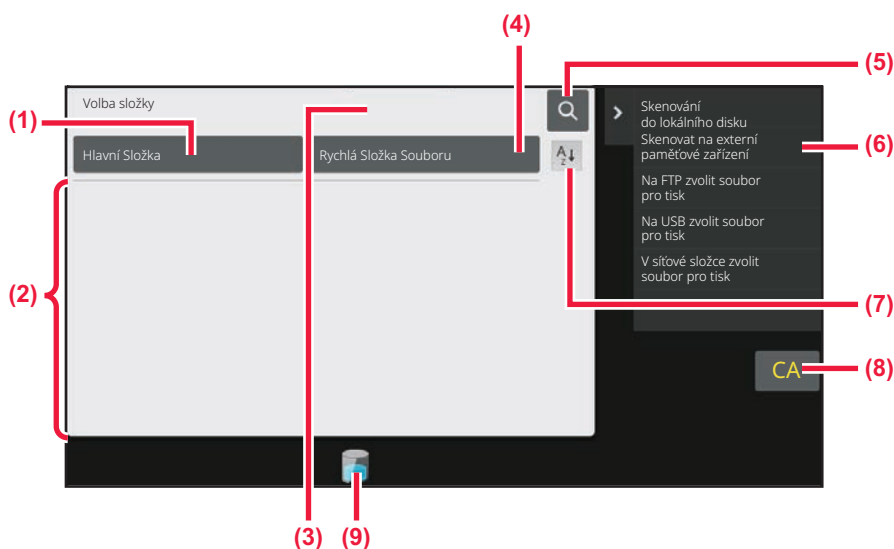 (4)
(5)
Volba složky
(1)
Skenování
do lokálního disku
Skenovat na externí
paměťové zařízení
(6)
Hlavní Složka
Rychlá Složka Souboru
A
Z
Na FTP zvolit soubor
pro tisk
Na USB zvolit soubor
pro tisk
V síťové složce zvolit
soubor pro tisk
(2)
(7)
CA
(8)
(3)
(9)